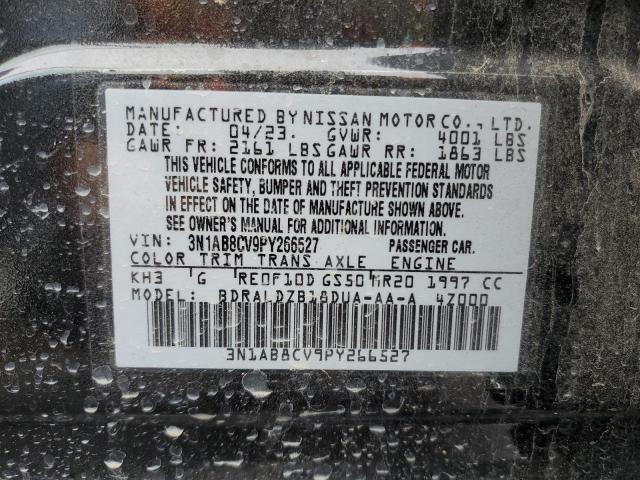 MANUFACTURED BY NISSAN MOTOR CO., LTD.
DATE: 04/23. GVWR: 4001 LBS
GAWR FR: 2161 LBS GAWR RR: 1863 LBS
THIS VEHICLE CONFORMS TO ALL APPLICABLE FEDERAL MOTOR
VEHICLE SAFETY, BUMPER AND THEFT PREVENTION STANDARDS
IN EFFECT ON THE DATE OF MANUFACTURE SHOWN ABOVE.
SEE OWNER'S MANUAL FOR ADDITIONAL INFORMATION.
VIN: 3N1AB8CV9PY266527 PASSENGER CAR.
COLOR TRIM TRANS AXLE ENGINE
KH3 G RE0F10D GS50 MR20 1997 CC
MODEL: BDRALDZB18DUA-AA-A 4Z000
3N1AB8CV9PY266527